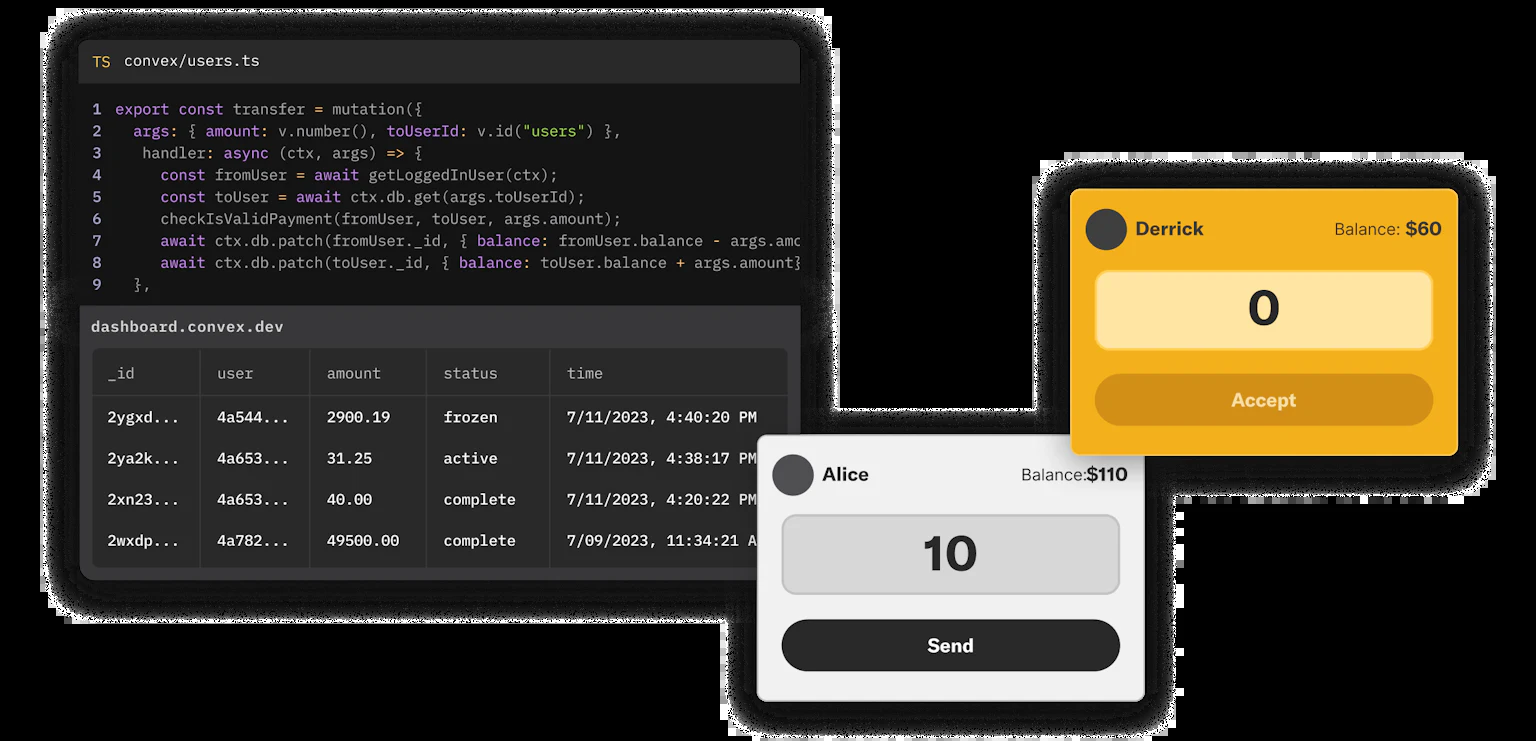 TS convex/users.ts
1 export const transfer = mutation({
2 args: { amount: v.number(), toUserId: v.id("users") },
3 handler: async (ctx, args) => {
4 const fromUser = await getLoggedInUser(ctx);
5 const toUser = await ctx.db.get(args.toUserId);
6 checkIsValidPayment(fromUser, toUser, args.amount);
7 await ctx.db.patch(fromUser._id, { balance: fromUser.balance - args.amo
8 await ctx.db.patch(toUser._id, { balance: toUser.balance + args.amount}
9 },
dashboard.convex.dev
_id user amount status time
2ygxd... 4a544... 2900.19 frozen 7/11/2023, 4:40:20 PM
2ya2k... 4a653... 31.25 active 7/11/2023, 4:38:17 PM
2xn23... 4a653... 40.00 complete 7/11/2023, 4:20:22 PM
2wxdp... 4a782... 49500.00 complete 7/09/2023, 11:34:21 A
Alice Balance:$110
10
Send
Derrick Balance: $60
0
Accept